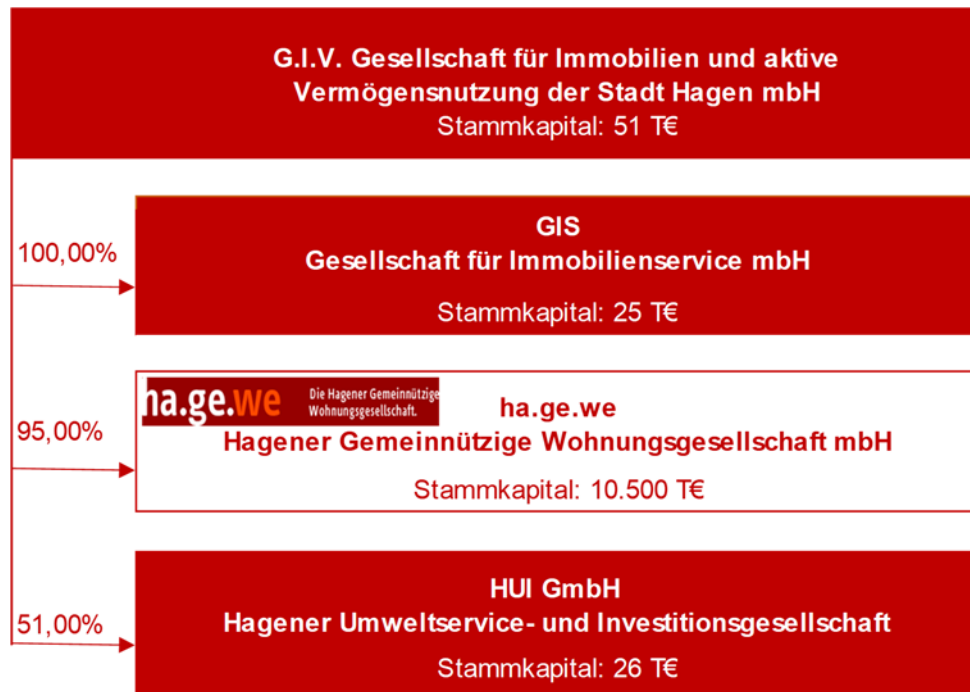 G.I.V. Gesellschaft für Immobilien und aktive
Vermögensnutzung der Stadt Hagen mbH
Stammkapital: 51 T€
100,00%
GIS
Gesellschaft für Immobilienservice mbH
Stammkapital: 25 T€
95,00%
ha.ge.we
Die Hagener Gemeinnützige
Wohnungsgesellschaft.
ha.ge.we
Hagener Gemeinnützige Wohnungsgesellschaft mbH
Stammkapital: 10.500 T€
51,00%
HUI GmbH
Hagener Umweltservice- und Investitionsgesellschaft
Stammkapital: 26 T€